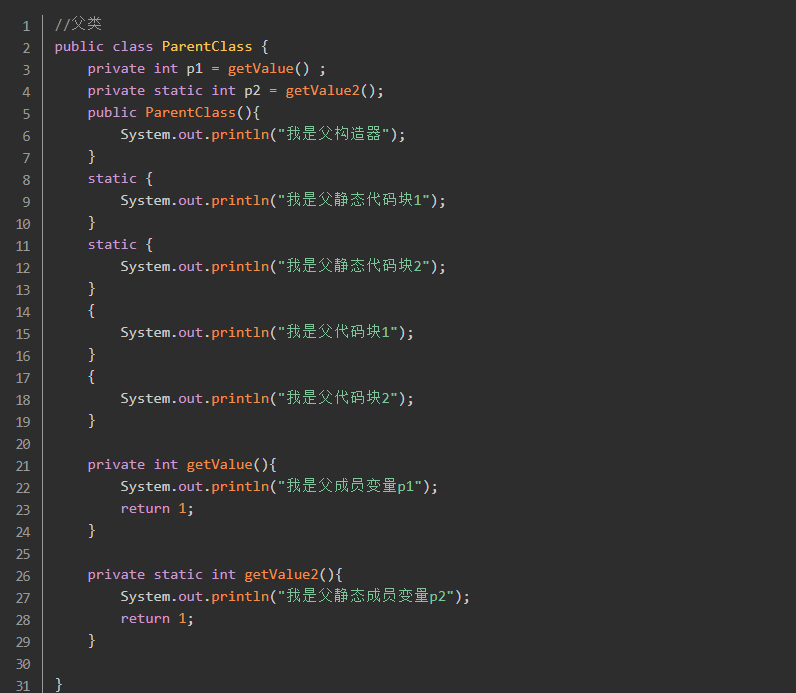 1 //父类
2 public class ParentClass {
3     private int p1 = getValue() ;
4     private static int p2 = getValue2();
5     public ParentClass(){
6         System.out.println("我是父构造器");
7     }
8     static {
9         System.out.println("我是父静态代码块1");
10     }
11     static {
12         System.out.println("我是父静态代码块2");
13     }
14     {
15         System.out.println("我是父代码块1");
16     }
17     {
18         System.out.println("我是父代码块2");
19     }
20
21     private int getValue(){
22         System.out.println("我是父成员变量p1");
23         return 1;
24     }
25
26     private static int getValue2(){
27         System.out.println("我是父静态成员变量p2");
28         return 1;
29     }
30
31 }